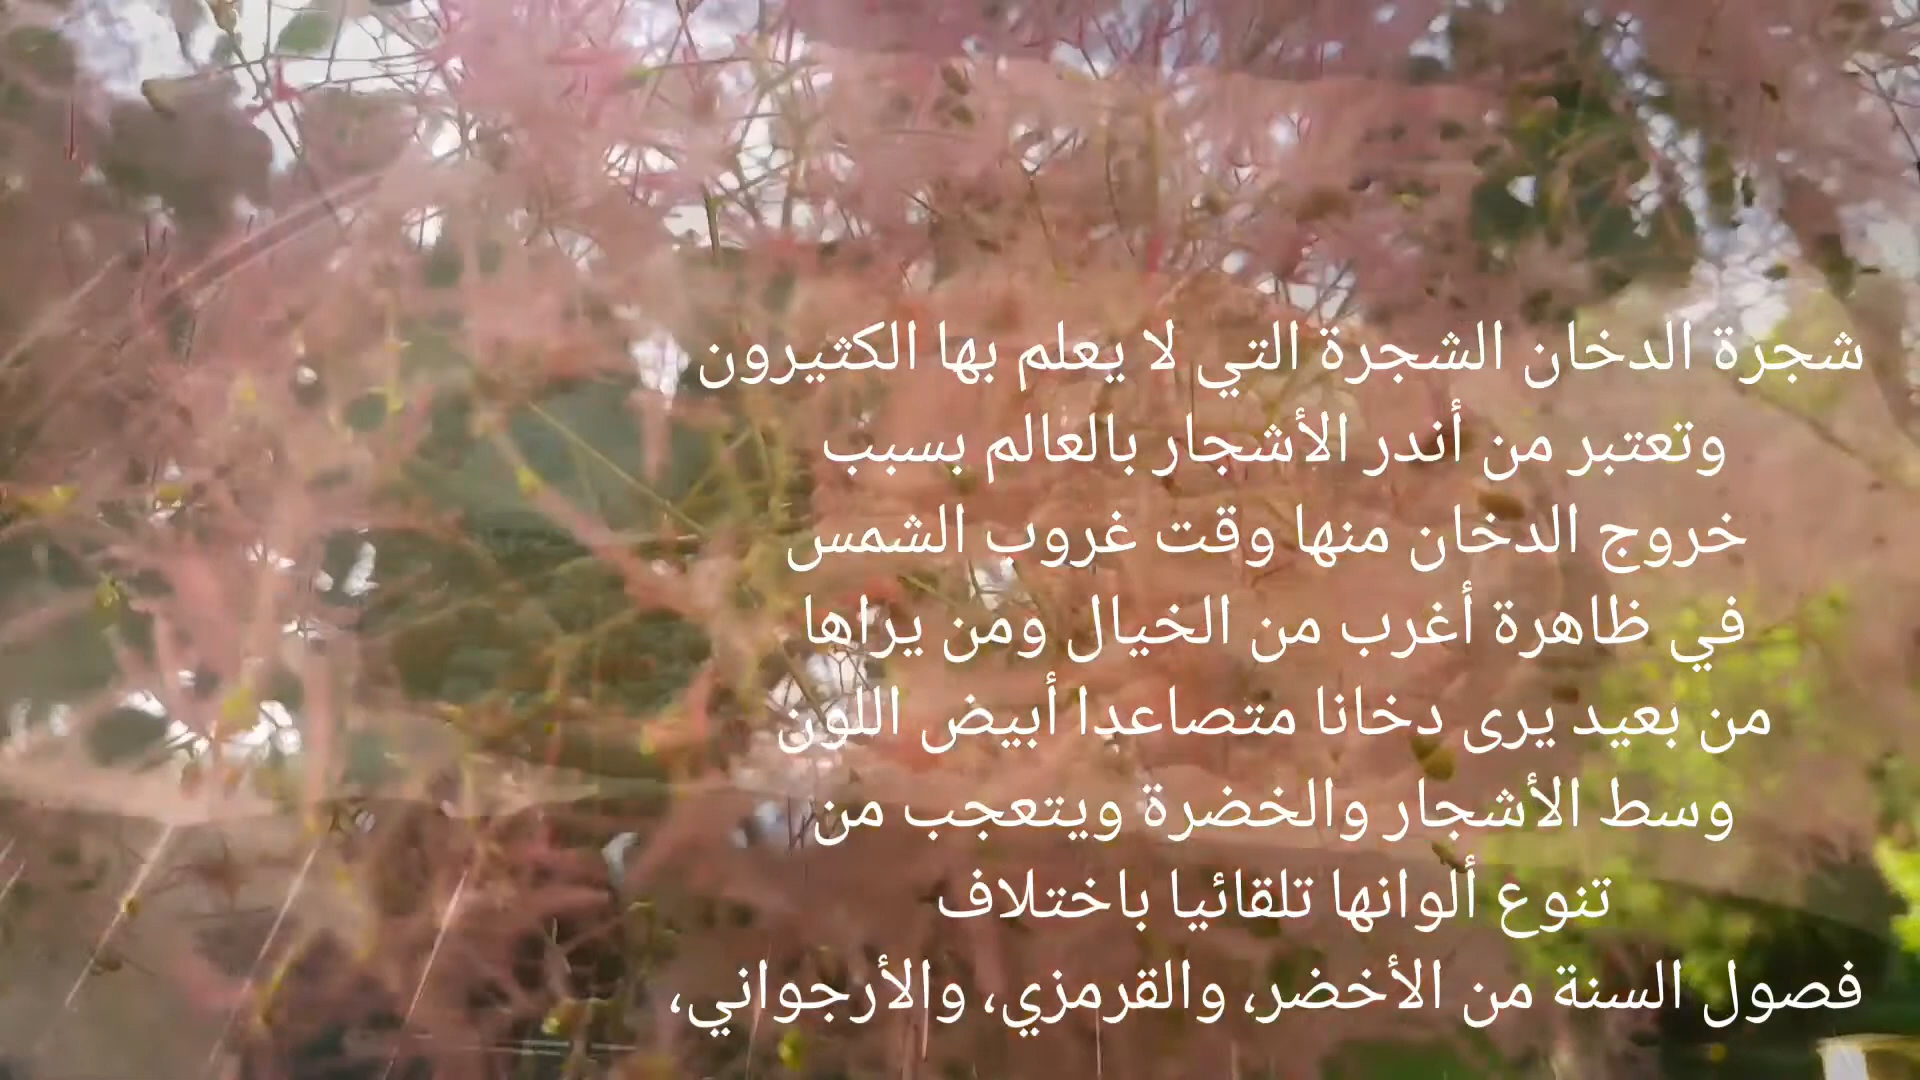 شجرة الدخان الشجرة التي لا يعلم بها الكثيرون
وتعتبر من أندر الأشجار بالعالم بسبب
خروج الدخان منها وقت غروب الشمس
في ظاهرة أغرب من الخيال ومن يراها
من بعيد يرى دخانا متصاعدا أبيض اللون
وسط الأشجار والخضرة ويتعجب من
تنوع ألوانها تلقائيا باختلاف
فصول السنة من الأخضر، والقرمزي، والأرجواني،